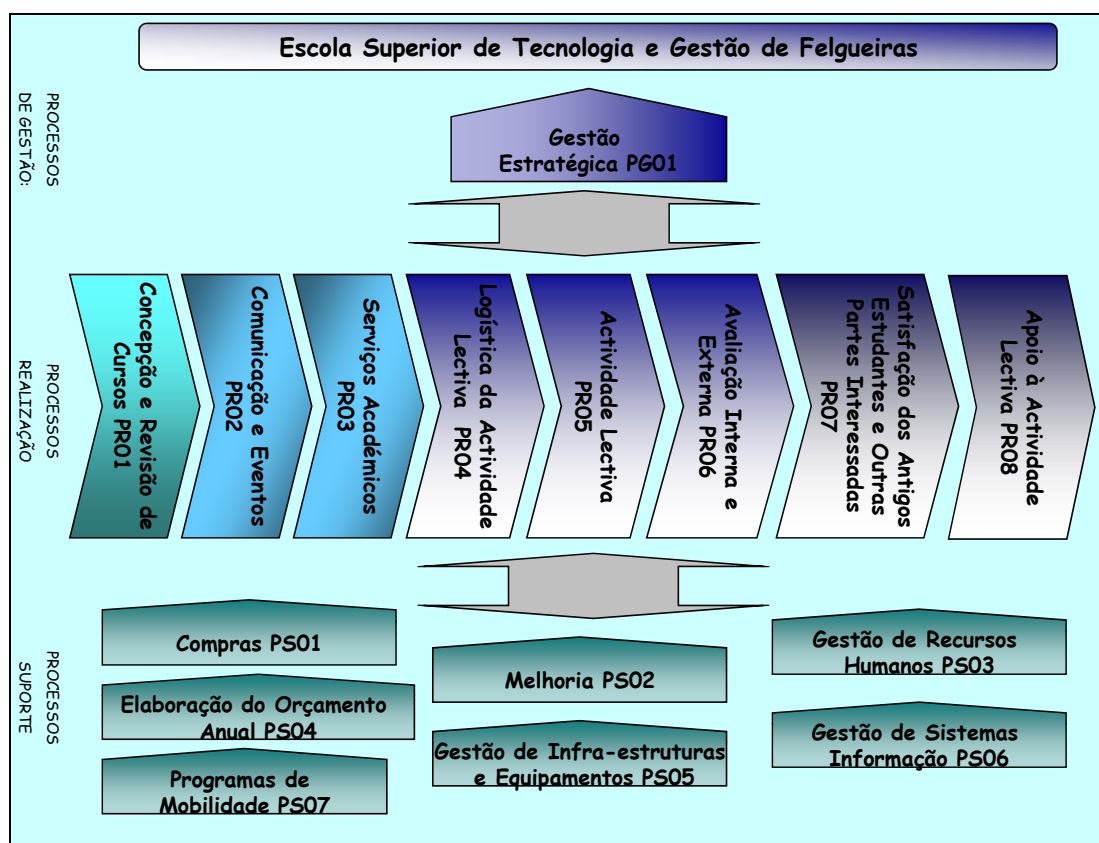 Escola Superior de Tecnologia e Gestão de Felgueiras
PROCESSOS
DE GESTÃO:
Gestão
Estratégica PG01
PROCESSOS
REALIZAÇÃO
Concepção e Revisão de
Cursos PR01
Comunicação e Eventos
PR02
Serviços Académicos
PR03
Logística da Actividade
Lectiva PR04
Actividade Lectiva
PR05
Avaliação Interna e
Externa PR06
Satisfação dos Antigos
Estudantes e Outras
Partes Interessadas
PR07
Apoio à Actividade
Lectiva PR08
PROCESSOS
SUPORTE
Compras PS01
Melhoria PS02
Gestão de Recursos
Humanos PS03
Elaboração do Orçamento
Anual PS04
Gestão de Infra-estruturas
e Equipamentos PS05
Gestão de Sistemas
Informação PS06
Programas de
Mobilidade PS07